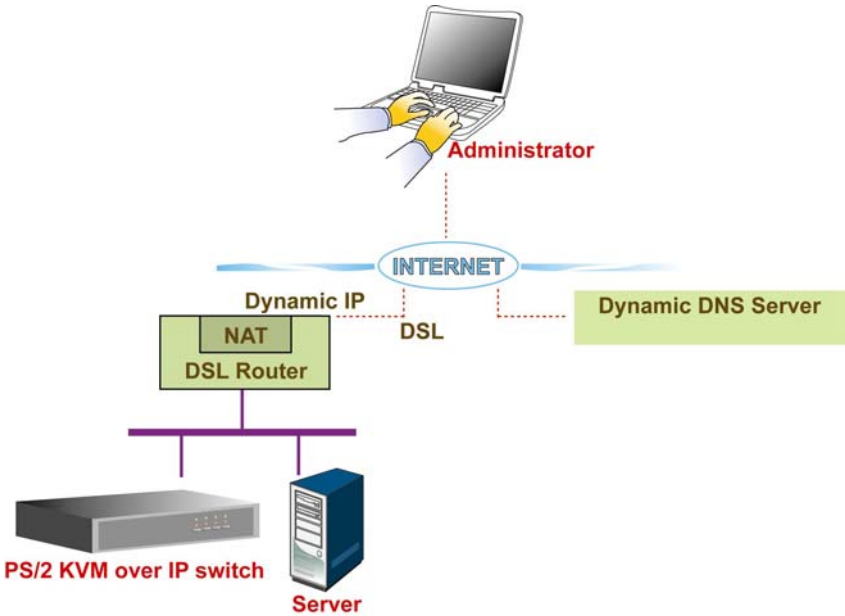 Administrator
INTERNET
Dynamic IP
DSL
Dynamic DNS Server
NAT
DSL Router
PS/2 KVM over IP switch
Server